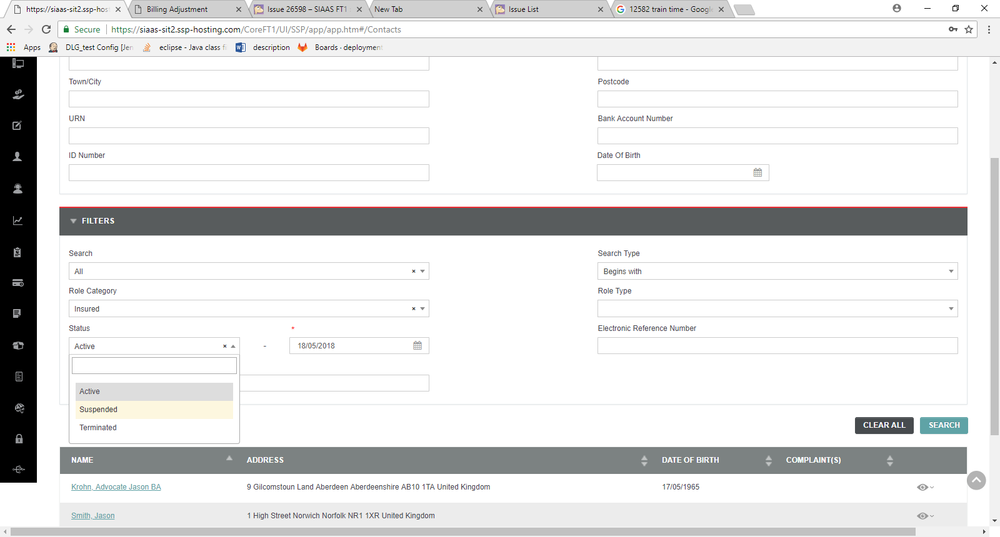 https://siaas-sit2.ssp-host
Billing Adjustment
Issue 26598 – SIAAS FT1
New Tab
Issue List
12582 train time - Google
Secure
https://siaas-sit2.ssp-hosting.com/CoreFT1/UI/SSP/app/app.htm#/Contacts
Apps
DLG_test Config [Jen
eclipse - Java class fi
description
Boards · deployment
Town/City
Postcode
URN
Bank Account Number
ID Number
Date Of Birth
FILTERS
Search
Search Type
All
Begins with
Role Category
Role Type
Insured
Status
*
Electronic Reference Number
Active
-
18/05/2018
Active
Suspended
Terminated
CLEAR ALL
SEARCH
NAME
ADDRESS
DATE OF BIRTH
COMPLAINT(S)
Krohn, Advocate Jason BA
9 Gilcomstoun Land Aberdeen Aberdeenshire AB10 1TA United Kingdom
17/05/1965
Smith, Jason
1 High Street Norwich Norfolk NR1 1XR United Kingdom